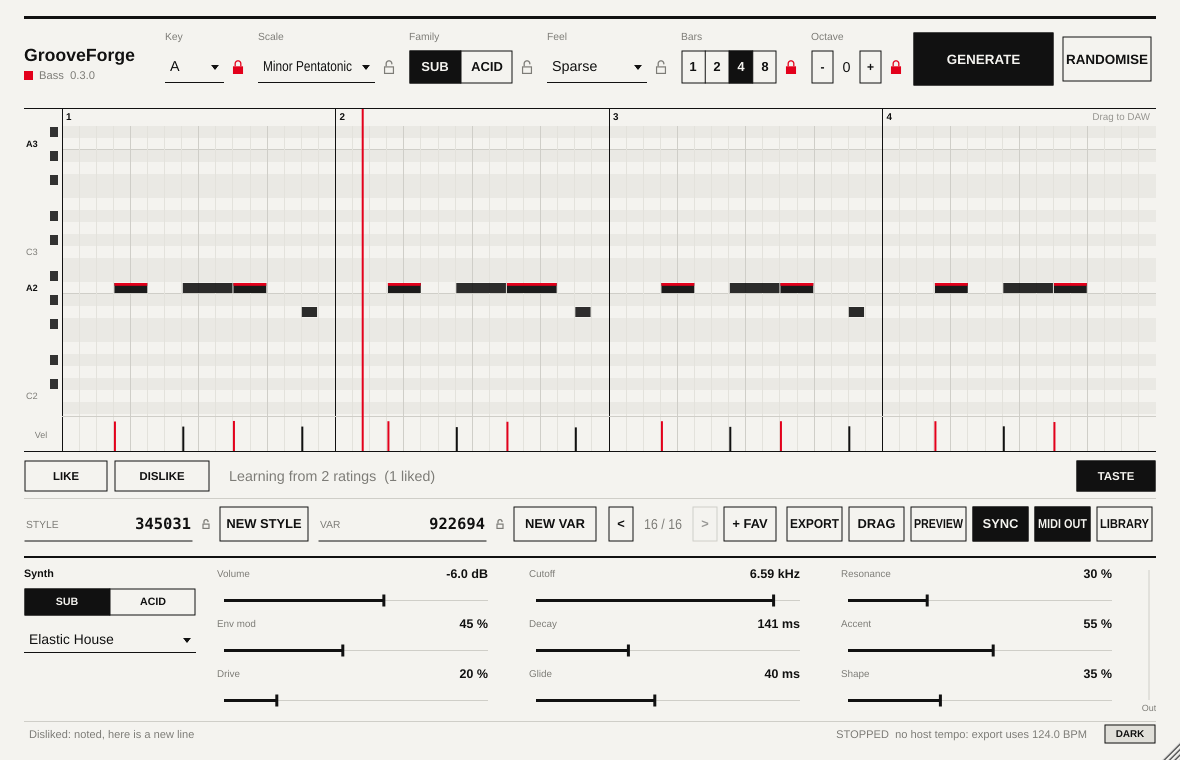 GrooveForge
Bass 0.3.0
Key
A
Scale
Minor Pentatonic
Family
SUB ACID
Feel
Sparse
Bars
1 2 4 8
Octave
- 0 +
GENERATE
RANDOMISE
1 2 3 4 Drag to DAW
A3
C3
A2
C2
Vel
LIKE DISLIKE Learning from 2 ratings (1 liked) TASTE
STYLE 345031 NEW STYLE VAR 922694 NEW VAR < 16 / 16 > + FAV EXPORT DRAG PREVIEW SYNC MIDI OUT LIBRARY
Synth
SUB ACID
Elastic House
Volume -6.0 dB Cutoff 6.59 kHz Resonance 30 %
Env mod 45 % Decay 141 ms Accent 55 %
Drive 20 % Glide 40 ms Shape 35 %
Out
Disliked: noted, here is a new line STOPPED no host tempo: export uses 124.0 BPM DARK